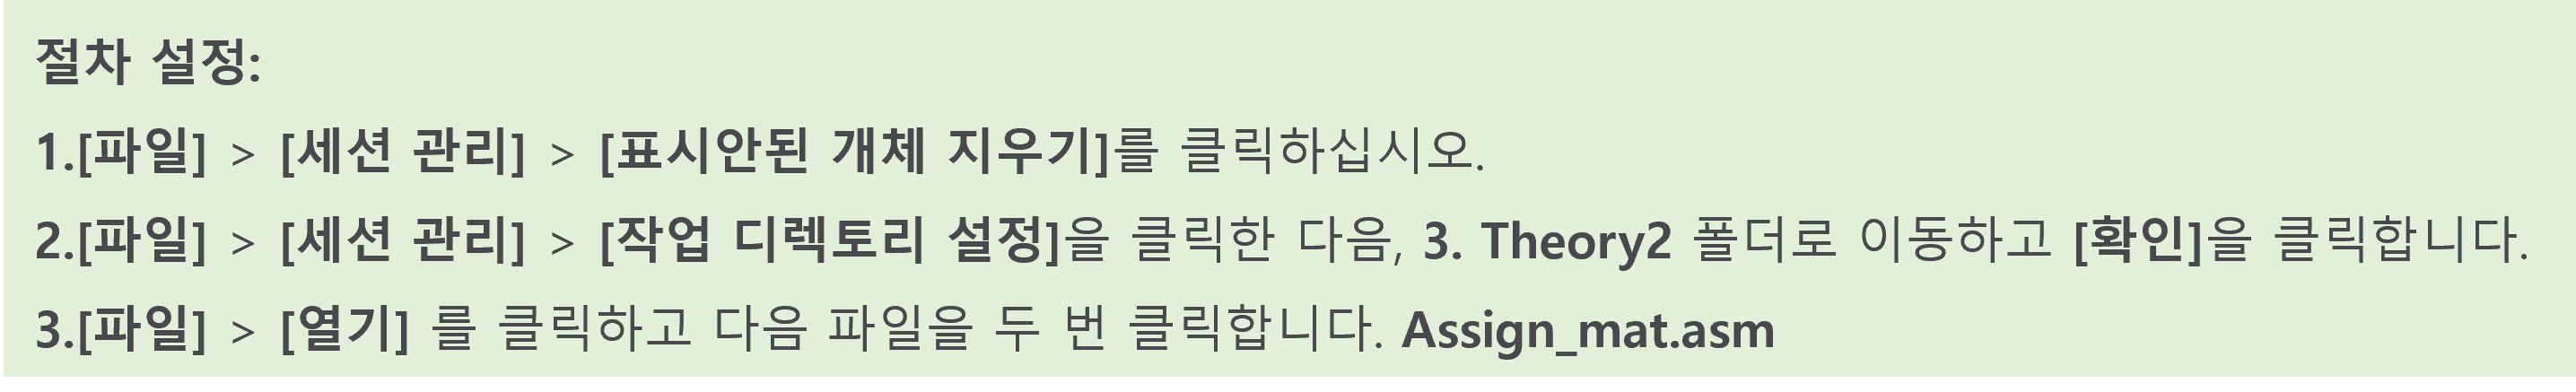 절차 설정:
1.[파일] > [세션 관리] > [표시안된 개체 지우기]를 클릭하십시오.
2.[파일] > [세션 관리] > [작업 디렉토리 설정]을 클릭한 다음, 3. Theory2 폴더로 이동하고 [확인]을 클릭합니다.
3.[파일] > [열기] 를 클릭하고 다음 파일을 두 번 클릭합니다. Assign_mat.asm